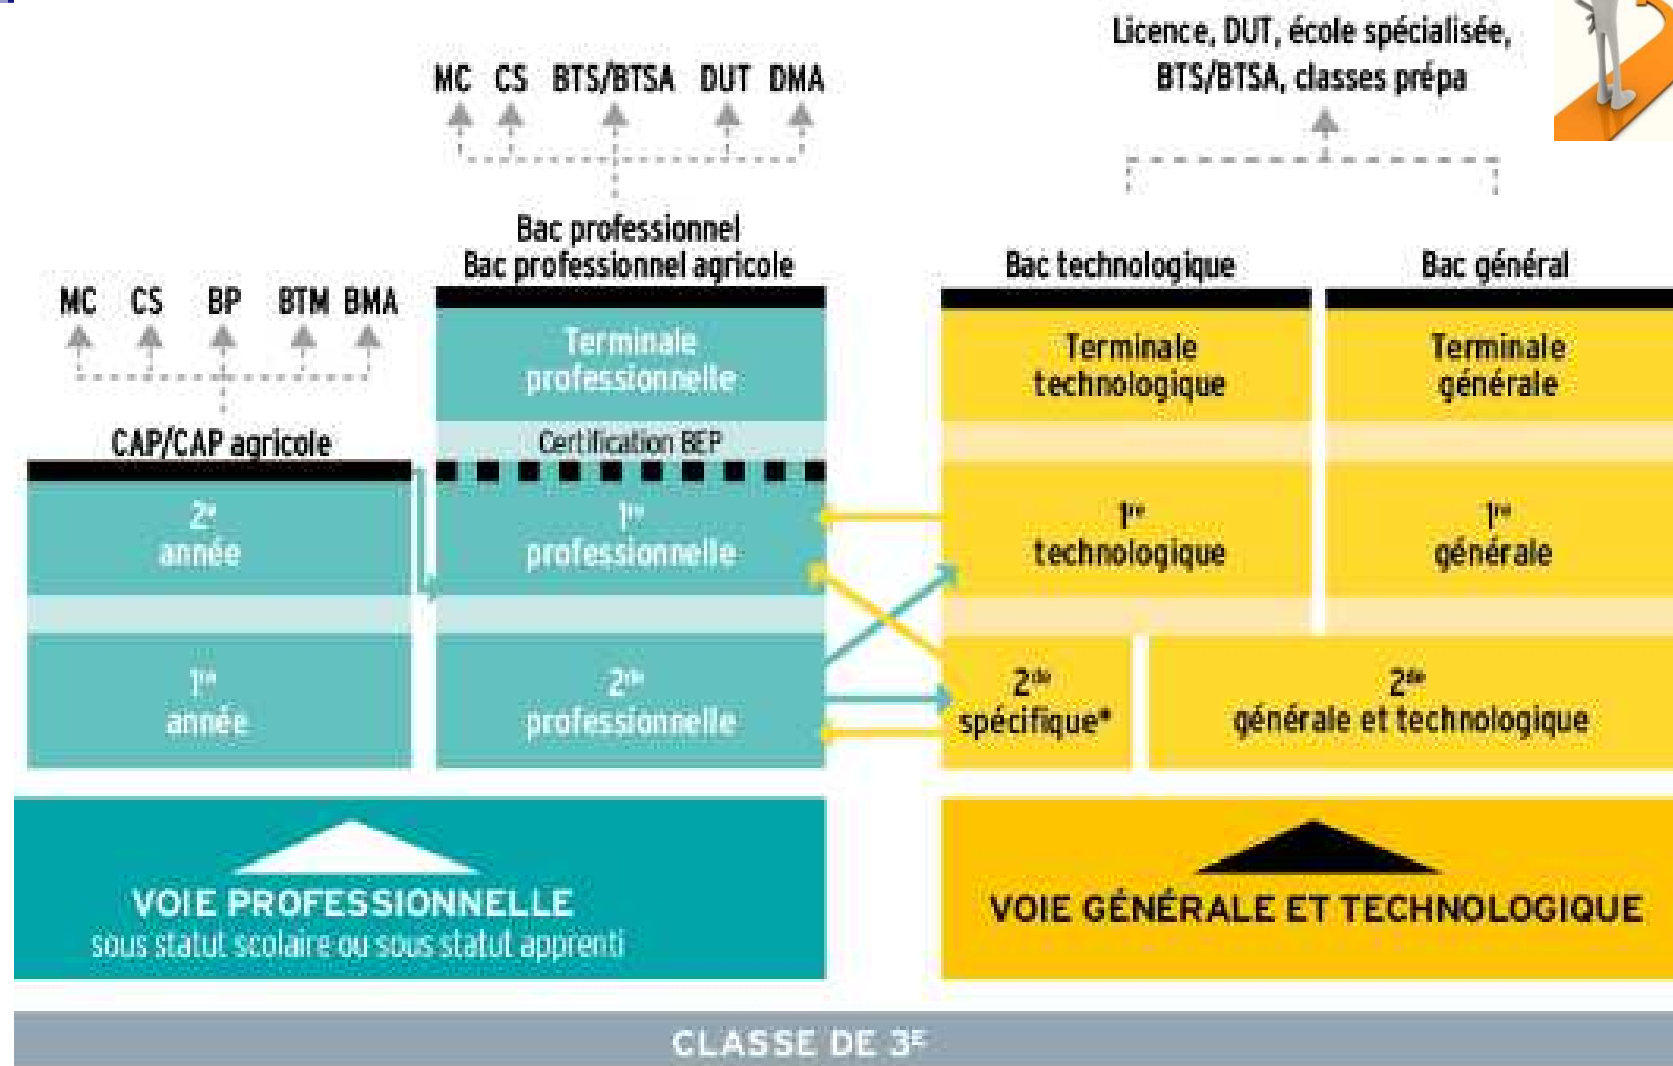 Licence, DUT, école spécialisée,
BTS/BTSA, classes prépa
MC CS BTS/BTSA DUT DMA
Bac professionnel
Bac professionnel agricole
Bac technologique
Bac général
MC CS BP BTM BMA
CAP/CAP agricole
Terminale
professionnelle
Certification BEP
Terminale
technologique
Terminale
générale
2e
année
1re
professionnelle
1re
technologique
1re
générale
1re
année
2de
professionnelle
2de
spécifique*
2de
générale et technologique
VOIE PROFESSIONNELLE
sous statut scolaire ou sous statut apprenti
VOIE GÉNÉRALE ET TECHNOLOGIQUE
CLASSE DE 3E